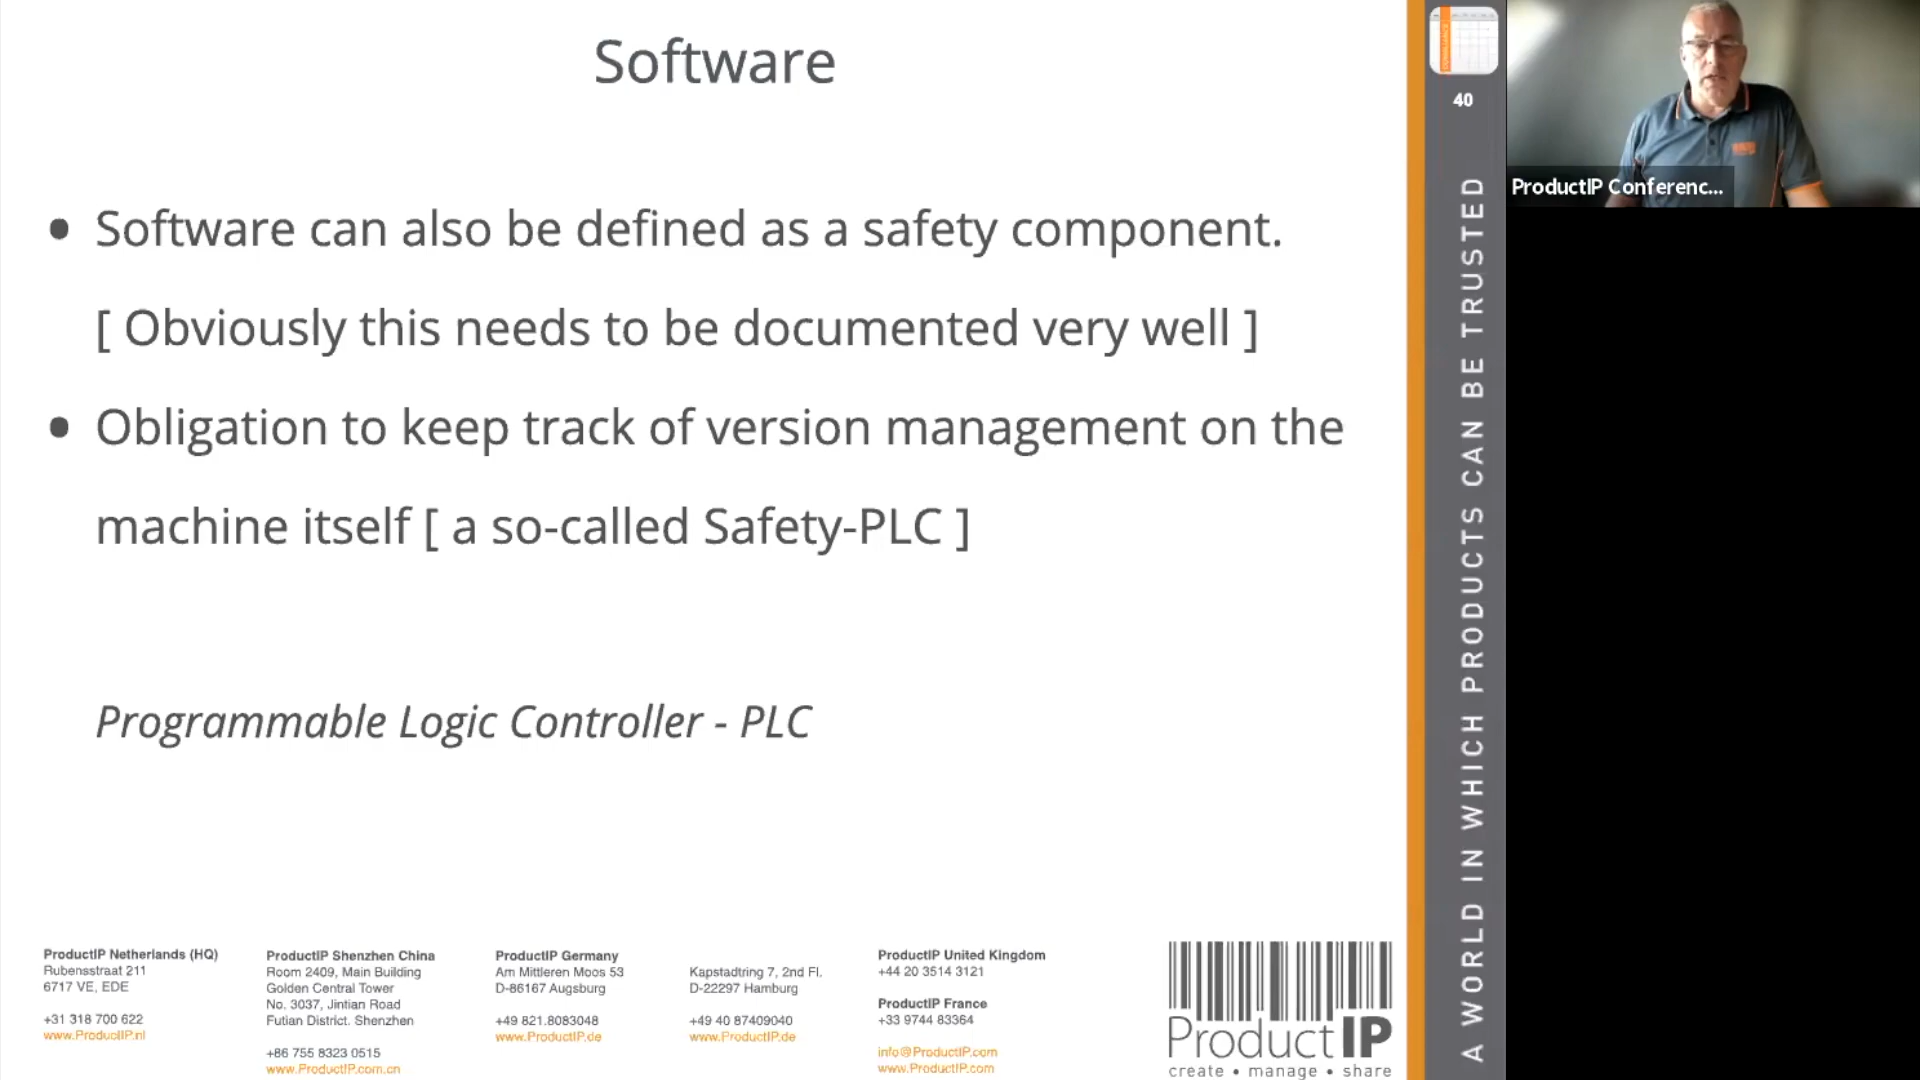 Software
• Software can also be defined as a safety component.
[ Obviously this needs to be documented very well ]
• Obligation to keep track of version management on the
machine itself [ a so-called Safety-PLC ]
Programmable Logic Controller - PLC
ProductIP Netherlands (HQ)
Rubensstraat 211
6717 VE, EDE
+31 318 700 622
www.ProductIP.nl
ProductIP Shenzhen China
Room 2409, Main Building
Golden Central Tower
No. 3037, Jintian Road
Futian District. Shenzhen
+86 755 8323 0515
www.ProductIP.com.cn
ProductIP Germany
Am Mittleren Moos 53
D-86167 Augsburg
+49 821.8083048
www.ProductIP.de
Kapstadtring 7, 2nd Fl.
D-22297 Hamburg
+49 40 87409040
www.ProductIP.de
ProductIP United Kingdom
+44 20 3514 3121
ProductIP France
+33 9744 83364
info@ProductIP.com
www.ProductIP.com
ProductIP
create • manage • share
40
A WORLD IN WHICH PRODUCTS CAN BE TRUSTED
ProductIP Conferenc...